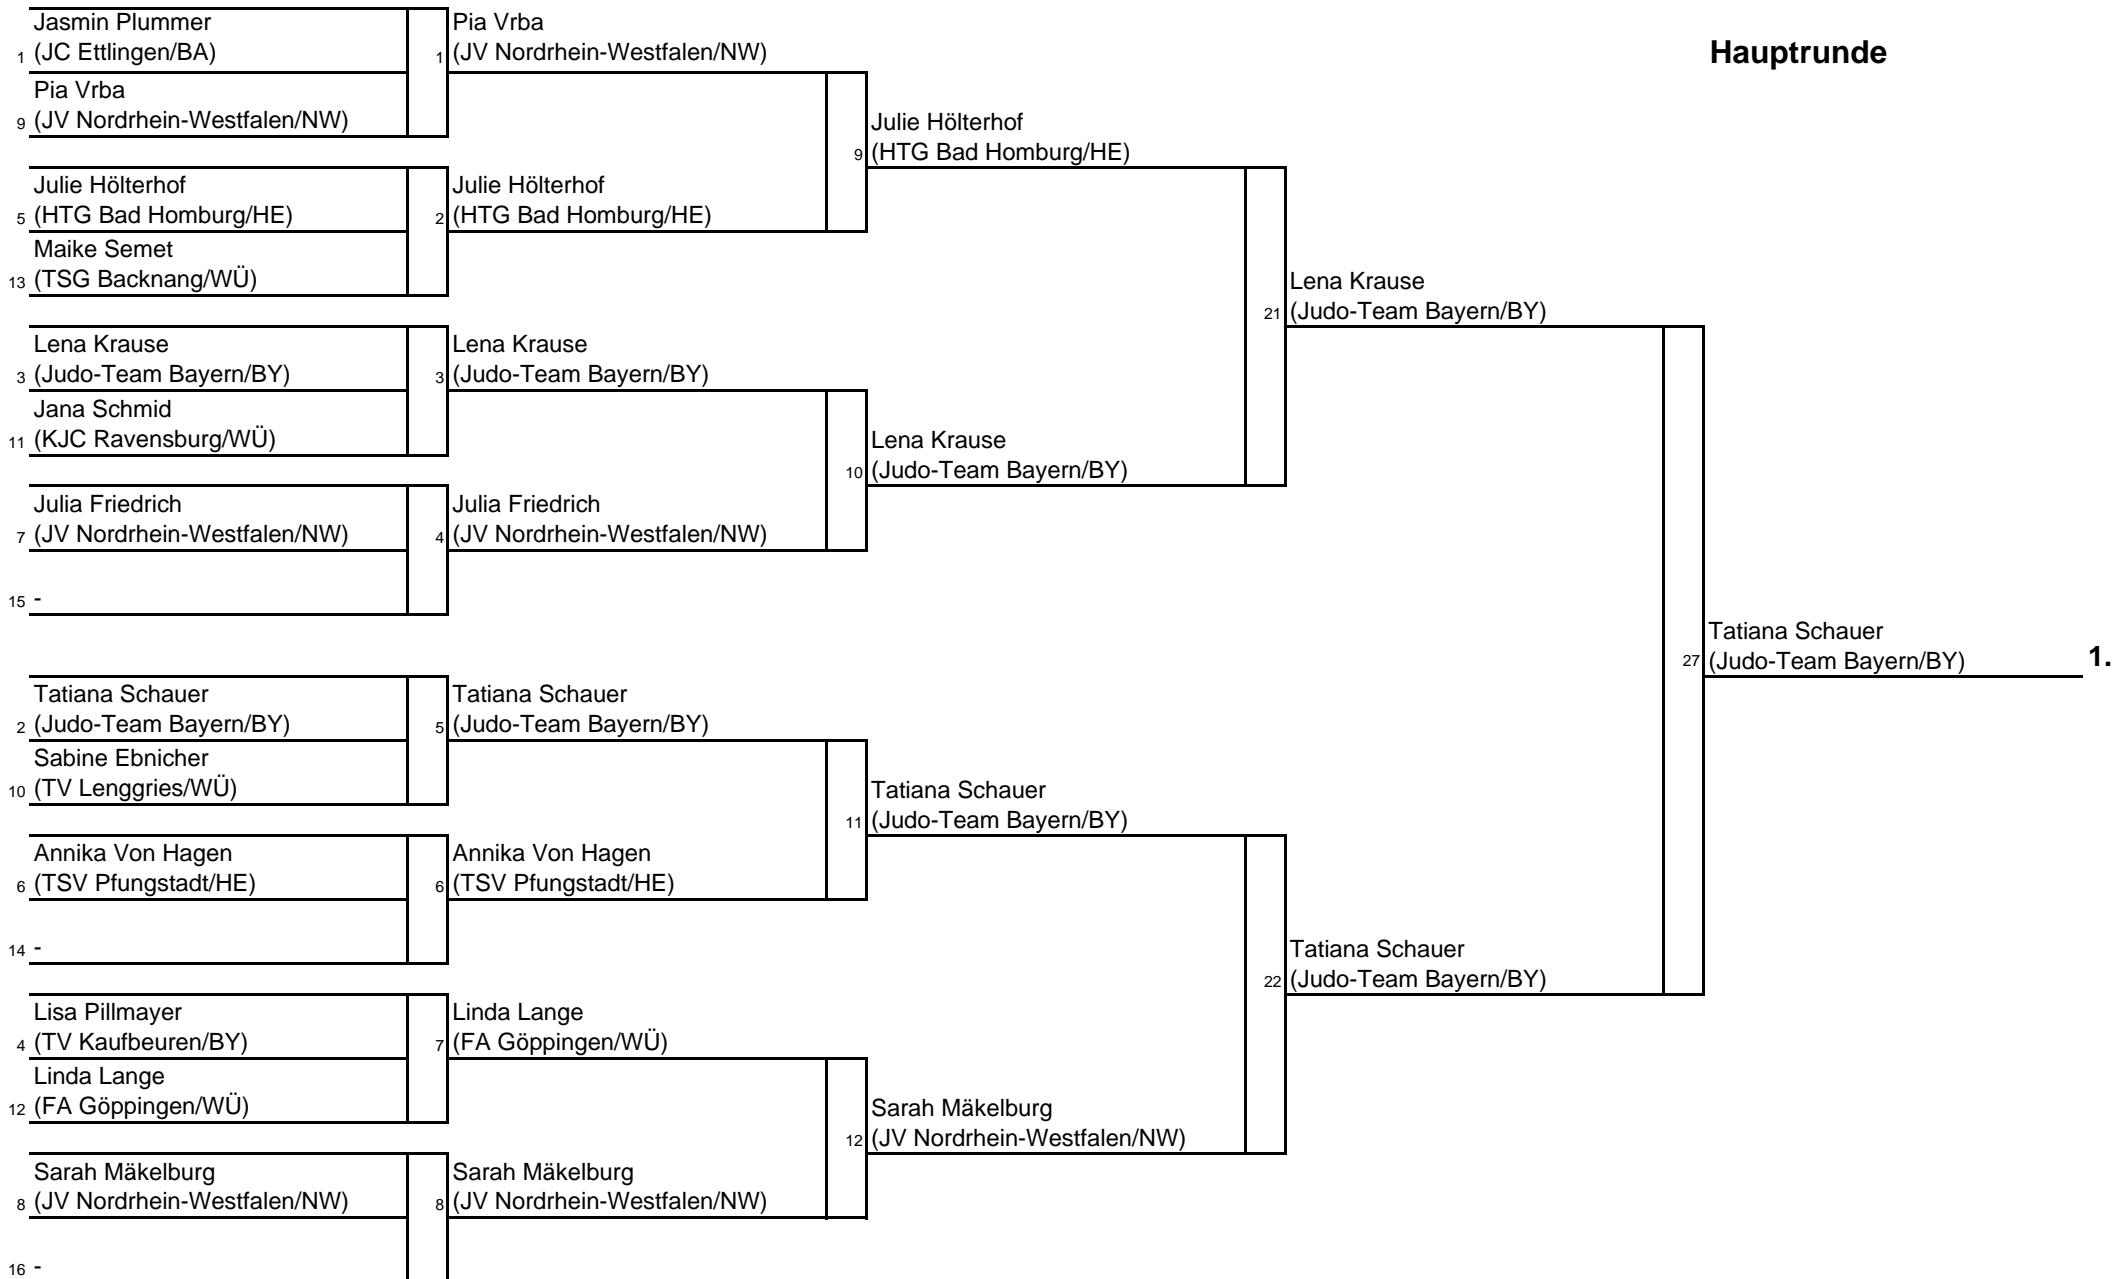 Hauptrunde
Jasmin Plummer
1 (JC Ettlingen/BA)
Pia Vrba
9 (JV Nordrhein-Westfalen/NW)
Julie Hölterhof
5 (HTG Bad Homburg/HE)
Maike Semet
13 (TSG Backnang/WÜ)
Lena Krause
3 (Judo-Team Bayern/BY)
Jana Schmid
11 (KJC Ravensburg/WÜ)
Julia Friedrich
7 (JV Nordrhein-Westfalen/NW)
15 -
Tatiana Schauer
2 (Judo-Team Bayern/BY)
Sabine Ebnicher
10 (TV Lenggries/WÜ)
Annika Von Hagen
6 (TSV Pfungstadt/HE)
14 -
Lisa Pillmayer
4 (TV Kaufbeuren/BY)
Linda Lange
12 (FA Göppingen/WÜ)
Sarah Mäkelburg
8 (JV Nordrhein-Westfalen/NW)
16 -
Pia Vrba
1 (JV Nordrhein-Westfalen/NW)
Julie Hölterhof
2 (HTG Bad Homburg/HE)
Lena Krause
3 (Judo-Team Bayern/BY)
Julia Friedrich
4 (JV Nordrhein-Westfalen/NW)
Tatiana Schauer
5 (Judo-Team Bayern/BY)
Annika Von Hagen
6 (TSV Pfungstadt/HE)
Linda Lange
7 (FA Göppingen/WÜ)
Sarah Mäkelburg
8 (JV Nordrhein-Westfalen/NW)
Julie Hölterhof
9 (HTG Bad Homburg/HE)
Lena Krause
10 (Judo-Team Bayern/BY)
Tatiana Schauer
11 (Judo-Team Bayern/BY)
Sarah Mäkelburg
12 (JV Nordrhein-Westfalen/NW)
Lena Krause
21 (Judo-Team Bayern/BY)
Tatiana Schauer
22 (Judo-Team Bayern/BY)
Tatiana Schauer
27 (Judo-Team Bayern/BY) 1.